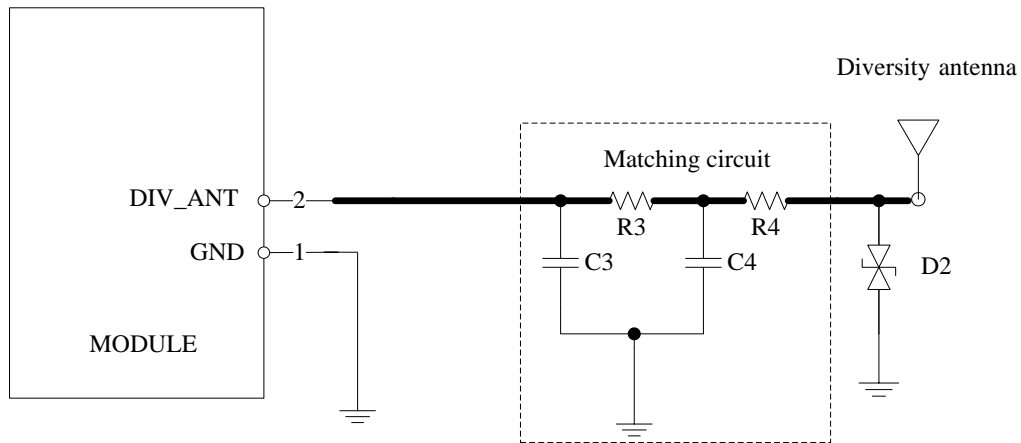 Diversity antenna
Matching circuit
DIV_ANT
2
R3
R4
GND
1
C3
C4
D2
MODULE